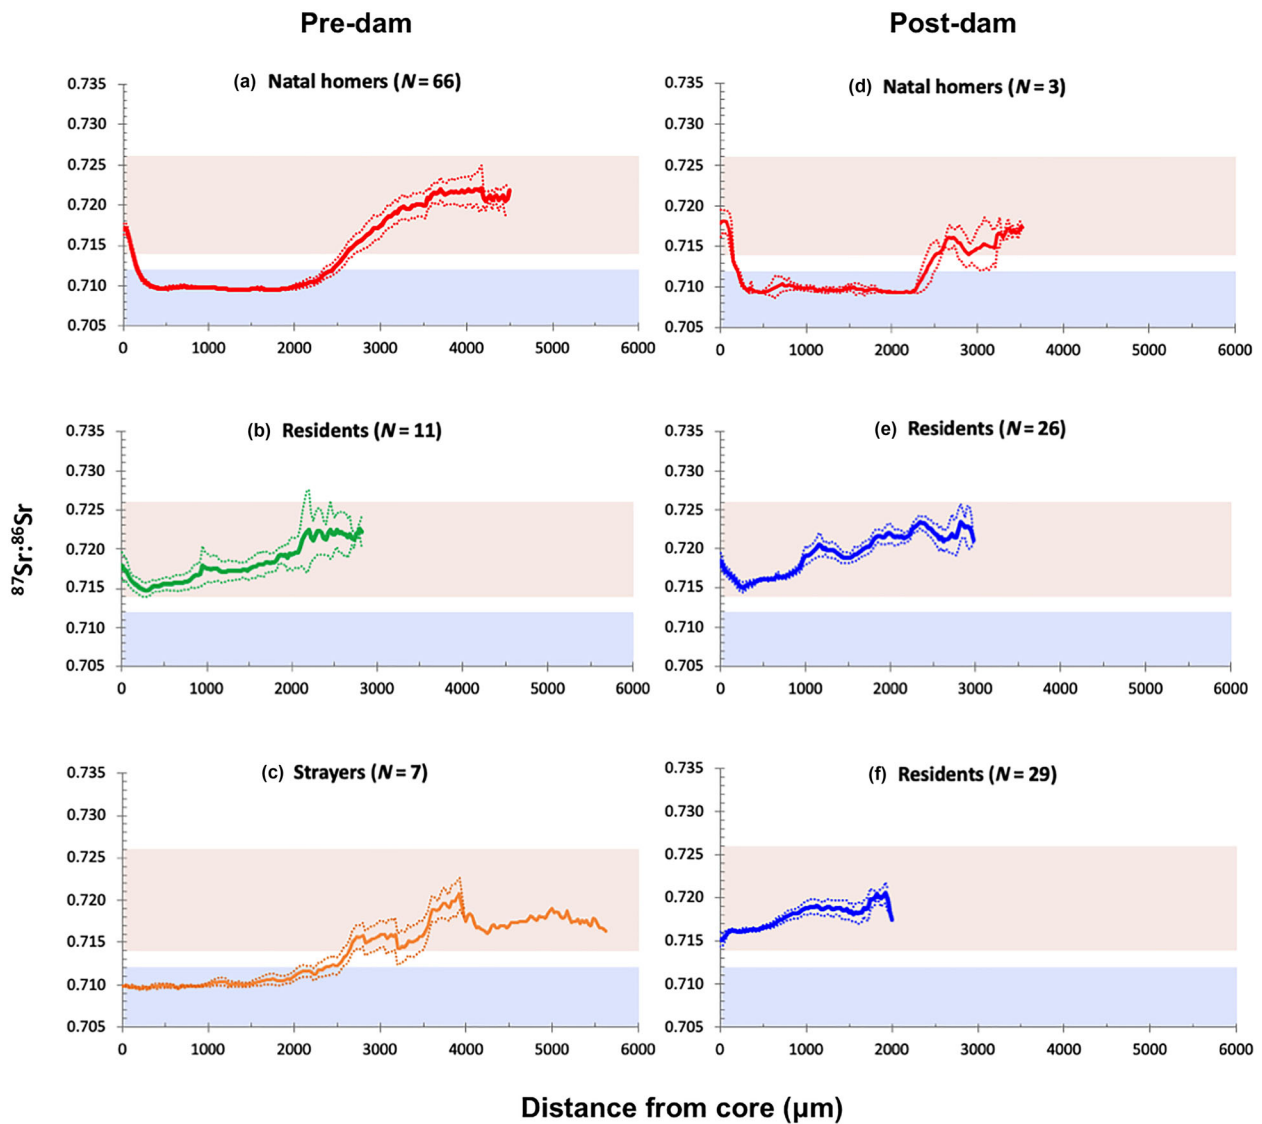 Pre-dam
Post-dam
(a) Natal homers (N = 66)
0.735
0.730
0.725
0.720
0.715
0.710
0.705
0 1000 2000 3000 4000 5000 6000
(d) Natal homers (N = 3)
0.735
0.730
0.725
0.720
0.715
0.710
0.705
0 1000 2000 3000 4000 5000 6000
(b) Residents (N = 11)
0.735
0.730
0.725
0.720
0.715
0.710
0.705
0 1000 2000 3000 4000 5000 6000
(e) Residents (N = 26)
0.735
0.730
0.725
0.720
0.715
0.710
0.705
0 1000 2000 3000 4000 5000 6000
⁸⁷Sr:⁸⁶Sr
(c) Strayers (N = 7)
0.735
0.730
0.725
0.720
0.715
0.710
0.705
0 1000 2000 3000 4000 5000 6000
(f) Residents (N = 29)
0.735
0.730
0.725
0.720
0.715
0.710
0.705
0 1000 2000 3000 4000 5000 6000
Distance from core (μm)